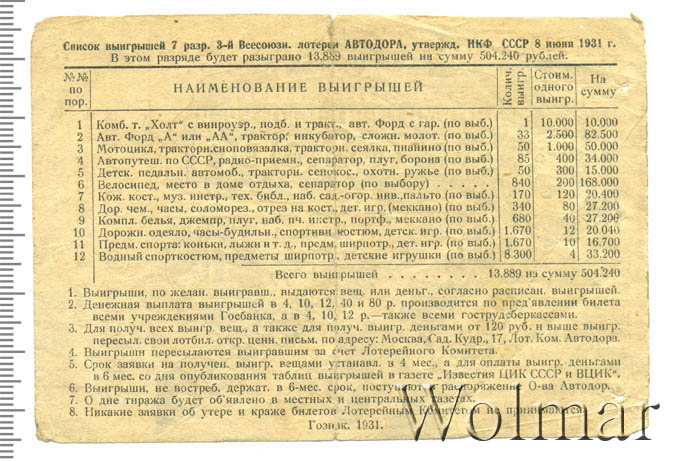 Список выигрышей 7 разр. 3-й Всесоюзн. лотереи АВТОДОРА, утвержд. НКФ СССР 8 июня 1931 г.
В этом разряде будет разыграно 13.889 выигрышей на сумму 504.240 рублей.
№№ по пор. НАИМЕНОВАНИЕ ВЫИГРЫШЕЙ Колич. выигр. Стоим. одного выигр. На сумму
1 Комб. т. „Холт" с винроуэр., подб. и тракт., авт. Форд с гар. (по выб.) 1 10.000 10.000
2 Авт. Форд „А" или „АА", трактор, инкубатор, сложн. молот. (по выб.) 33 2.500 82.500
3 Мотоцикл, тракторн.сноповязалка, тракторн. сеялка, пианино (по выб.) 50 1.000 50.000
4 Автопутеш. по СССР, радио-приемн., сепаратор, плуг, борона (по выб.) 85 400 34.000
5 Детск. педальн. автомоб., тракторн. сенокос., охотн. ружье (по выб.) 50 300 15.000
6 Велосипед, место в доме отдыха, сепаратор (по выбору) . . . . . . 840 200 168.000
7 Кож. кост., муз. инстр., тех. библ., наб. сад.-огор. инв.,пальто (по выб.) 170 120 20.400
8 Дор. чем., часы, соломорез., отрез на кост., дет. игр. (меккано) (по выб.) 340 80 27.200
9 Компл. белья, джемпр, плуг, наб. пч. инстр., портф., меккано (по выб.) 680 40 27.200
10 Дорожн. одеяло, часы-будильн., спортивн. костюм, детск. игр. (по выб.) 1.670 12 20.040
11 Предм. спорта: коньки, лыжи и т. д., предм. ширпотр., дет. игр. (по выб.) 1.670 10 16.700
12 Водный спорткостюм, предметы ширпотр., детские игрушки (по выб.) 8.300 4 33.200
Всего выигрышей . . . . . . . . 13.889 на сумму 504.240
1. Выигрыши, по желан. выигравш., выдаются вещ. или деньг., согласно расписан. выигрышей.
2. Денежная выплата выигрышей в 4, 10, 12, 40 и 80 р. производится по пред'явлении билета
всеми учреждениями Госбанка, а в 4, 10, 12 р.—также всеми гострудсберкассами.
3. Для получ. всех выигр. вещ., а также для получ. выигр. деньгами от 120 руб. и выше выигр.
пересыл. свои лотбил. откр. ценн. письм. по адресу: Москва, Сад. Кудр., 17, Лот. Ком. Автодора.
4. Выигрыши пересылаются выигравшим за счет Лотерейного Комитета.
5. Срок заявки на получен. выигр. вещами установл. в 4 мес., а для оплаты выигр. деньгами
в 6 мес. со дня опубликования таблиц выигрышей в газете „Известия ЦИК СССР и ВЦИК".
6. Выигрыши, не востреб. держат. в 6-мес. срок, поступают в распоряжение О-ва Автодор.
7. О дне тиража будет об'явлено в местных и центральных газетах.
8. Никакие заявки об утере и краже билетов Лотерейным Комитетом не принимаются.
Гознак. 1931.
Wolmar